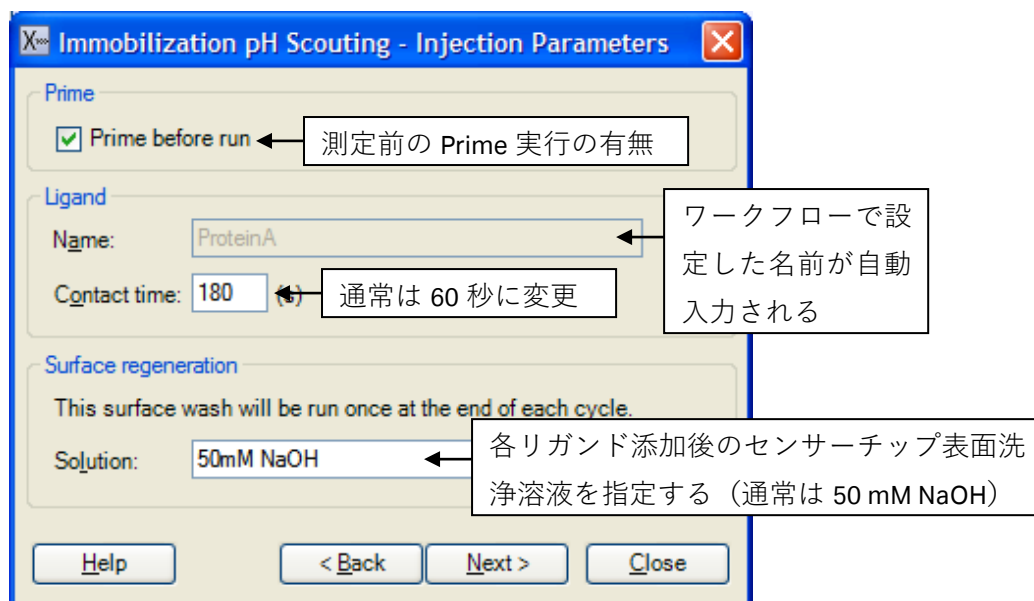 Immobilization pH Scouting - Injection Parameters
Prime
Prime before run
測定前の Prime 実行の有無
Ligand
Name:
ProteinA
ワークフローで設
定した名前が自動
入力される
Contact time:
180
(s)
通常は 60 秒に変更
Surface regeneration
This surface wash will be run once at the end of each cycle.
Solution:
50mM NaOH
各リガンド添加後のセンサーチップ表面洗
浄溶液を指定する（通常は 50 mM NaOH）
Help
< Back
Next >
Close